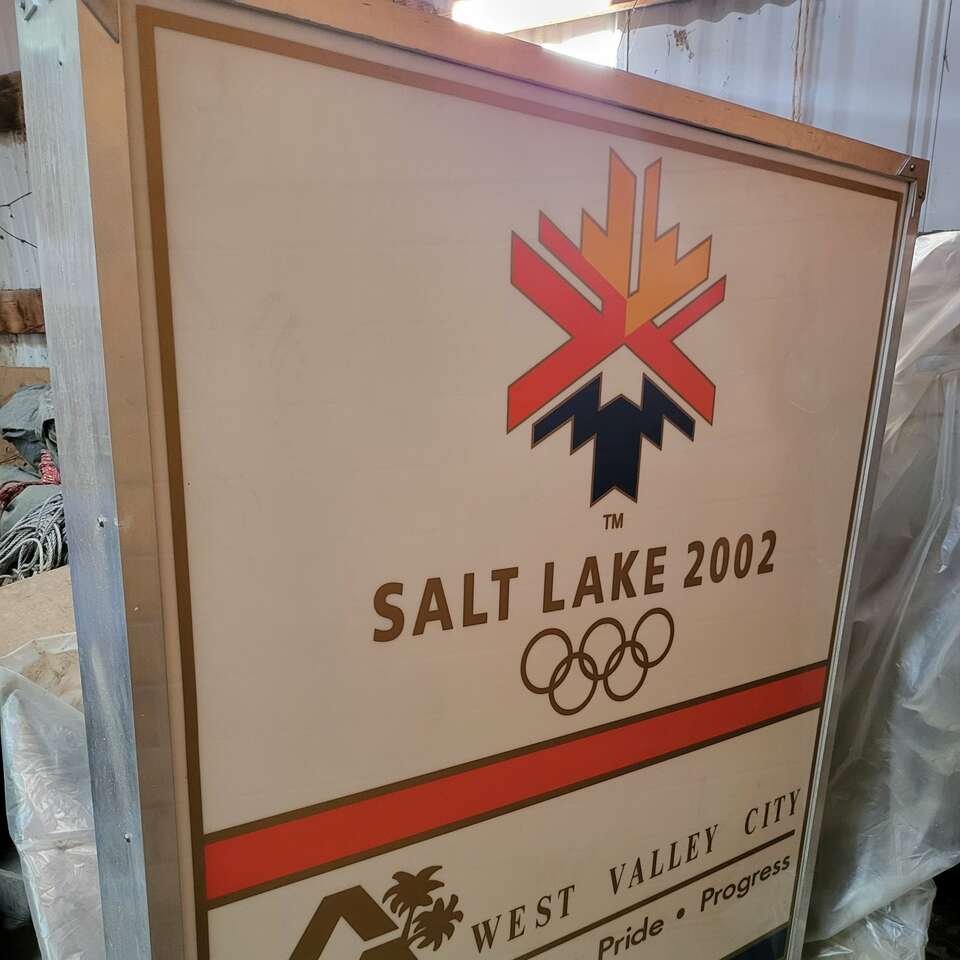 TM
SALT LAKE 2002
WEST VALLEY CITY
Pride • Progress